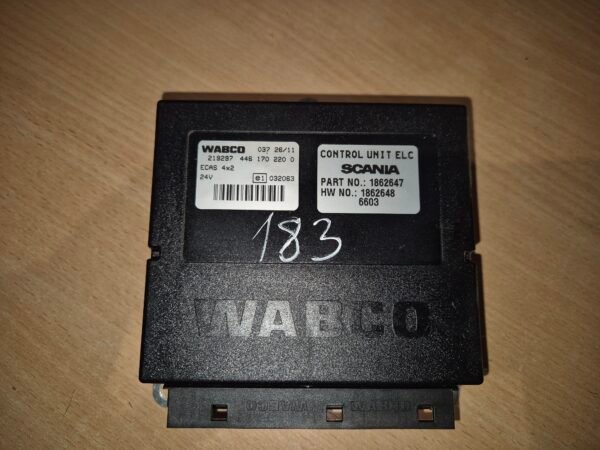 WABCO 037 26/11
219297 446 170 220 0
ECAS 4x2
24V e1 032063
CONTROL UNIT ELC
SCANIA
PART NO.: 1862647
HW NO.: 1862648
6603
183
WABCO